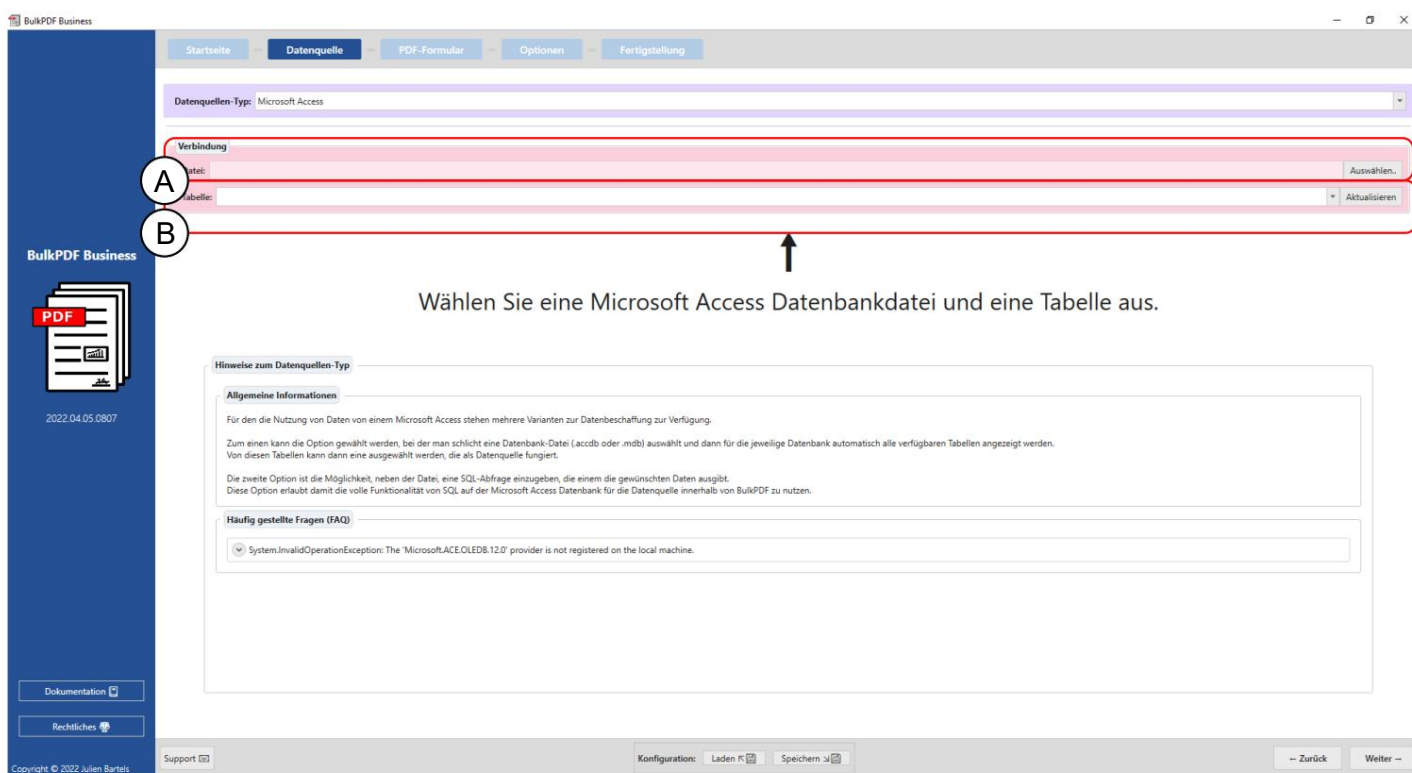 BulkPDF Business
Startseite Datenquelle PDF-Formular Optionen Fertigstellung
Datenquellen-Typ: Microsoft Access
Verbindung
Datei: Auswählen..
A
Tabelle: Aktualisieren
B
BulkPDF Business
PDF
2022.04.05.0807
Wählen Sie eine Microsoft Access Datenbankdatei und eine Tabelle aus.
Hinweise zum Datenquellen-Typ
Allgemeine Informationen
Für den die Nutzung von Daten von einem Microsoft Access stehen mehrere Varianten zur Datenbeschaffung zur Verfügung.
Zum einen kann die Option gewählt werden, bei der man schlicht eine Datenbank-Datei (.accdb oder .mdb) auswählt und dann für die jeweilige Datenbank automatisch alle verfügbaren Tabellen angezeigt werden.
Von diesen Tabellen kann dann eine ausgewählt werden, die als Datenquelle fungiert.
Die zweite Option ist die Möglichkeit, neben der Datei, eine SQL-Abfrage einzugeben, die einem die gewünschten Daten ausgibt.
Diese Option erlaubt damit die volle Funktionalität von SQL auf der Microsoft Access Datenbank für die Datenquelle innerhalb von BulkPDF zu nutzen.
Häufig gestellte Fragen (FAQ)
System.InvalidOperationException: The 'Microsoft.ACE.OLEDB.12.0' provider is not registered on the local machine.
Dokumentation
Rechtliches
Copyright © 2022 Julien Bartels
Support
Konfiguration: Laden Speichern
← Zurück Weiter →